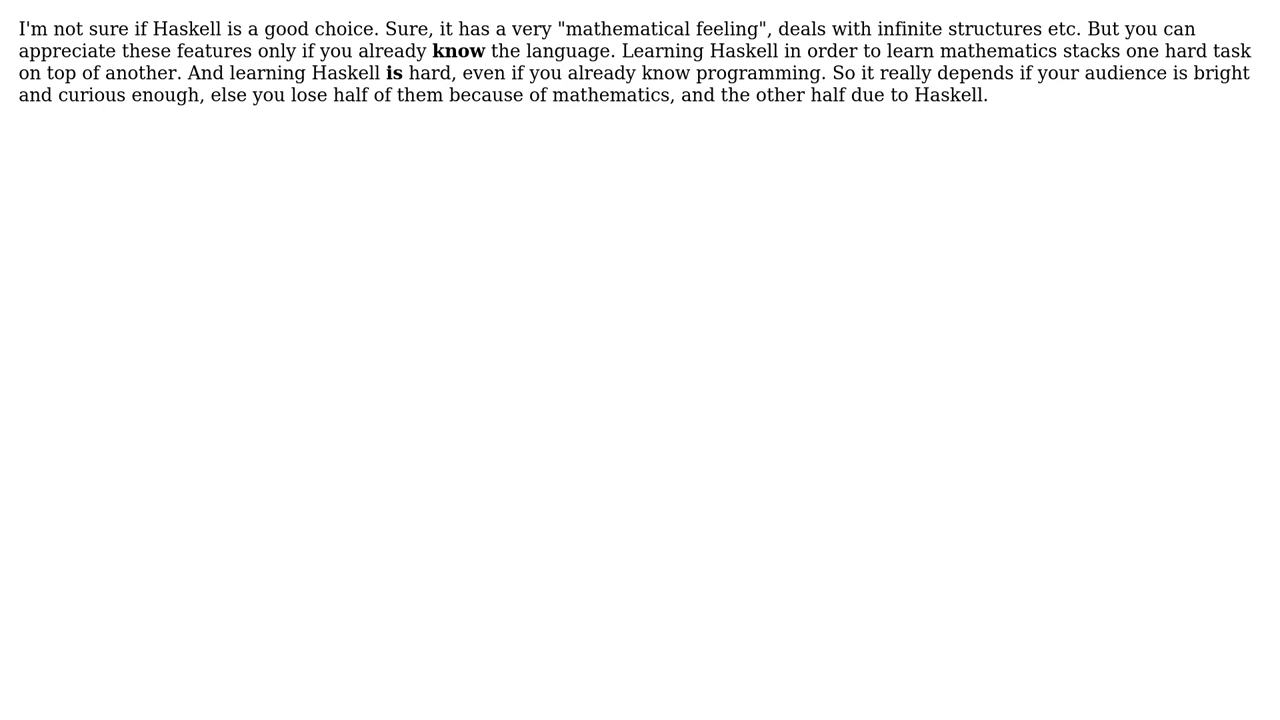 I'm not sure if Haskell is a good choice. Sure, it has a very "mathematical feeling", deals with infinite structures etc. But you can
appreciate these features only if you already know the language. Learning Haskell in order to learn mathematics stacks one hard task
on top of another. And learning Haskell is hard, even if you already know programming. So it really depends if your audience is bright
and curious enough, else you lose half of them because of mathematics, and the other half due to Haskell.